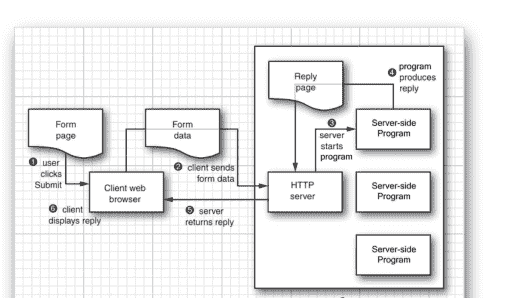 Form
page
❶ user
clicks
Submit
Client web
browser
❻ client
displays reply
Form
data
❷ client sends
form data
❺ server
returns reply
Reply
page
❸
server
starts
program
HTTP
server
❹ program
produces
reply
Server-side
Program
Server-side
Program
Server-side
Program